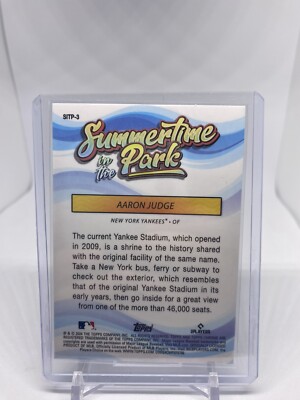 SITP-3
Summertime
in the
Park
AARON JUDGE
NEW YORK YANKEES® - OF
The current Yankee Stadium, which opened
in 2009, is a shrine to the history shared
with the original facility of the same name.
Take a New York bus, ferry or subway to
check out the exterior, which resembles
that of the original Yankee Stadium in its
early years, then go inside for a great view
from one of more than 46,000 seats.
topps
PLAYERS